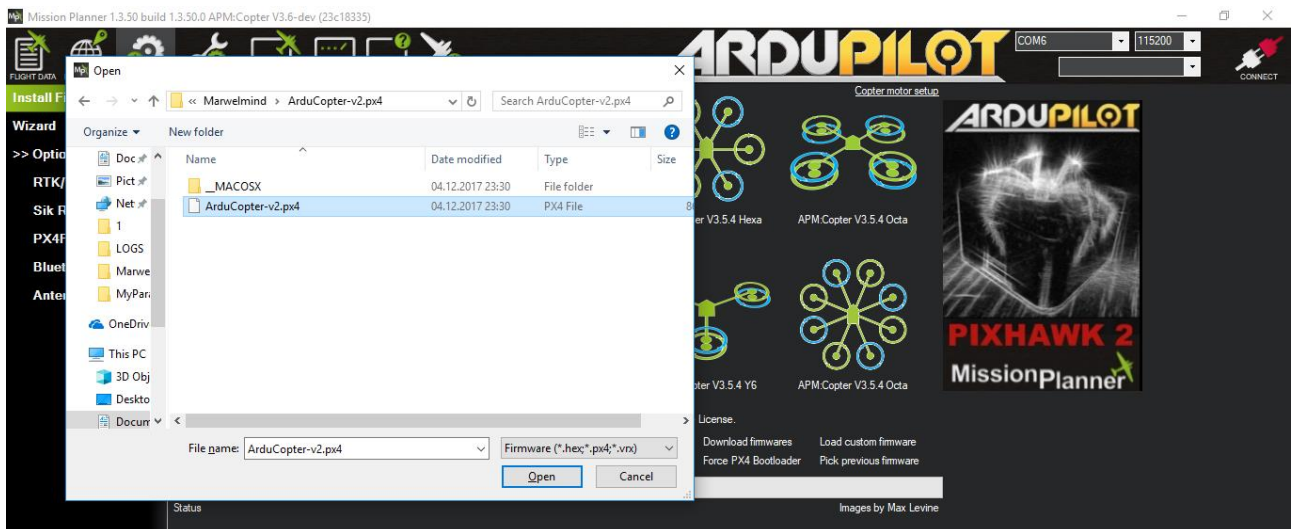 Mission Planner 1.3.50 build 1.3.50.0 APM:Copter V3.6-dev (23c18335)
FLIGHT DATA
ARDUPILOT
COM6
115200
CONNECT
Open
Install Fi
Wizard
>> Optio
RTK/
Sik R
PX4F
Bluet
Anter
« Marwelmind > ArduCopter-v2.px4
Search ArduCopter-v2.px4
Organize
New folder
Doc
Pict
Net
1
LOGS
Marwe
MyPar
OneDriv
This PC
3D Obj
Deskto
Docum
Name
Date modified
Type
Size
__MACOSX
04.12.2017 23:30
File folder
ArduCopter-v2.px4
04.12.2017 23:30
PX4 File
File name:
ArduCopter-v2.px4
Firmware (*.hex;*.px4;*.vrx)
Open
Cancel
Copter motor setup
er V3.5.4 Hexa
APM:Copter V3.5.4 Octa
pter V3.5.4 Y6
APM:Copter V3.5.4 Octa
License.
Download firmwares
Load custom firmware
Force PX4 Bootloader
Pick previous firmware
Status
Images by Max Levine
ARDUPILOT
PIXHAWK 2
MissionPlanner